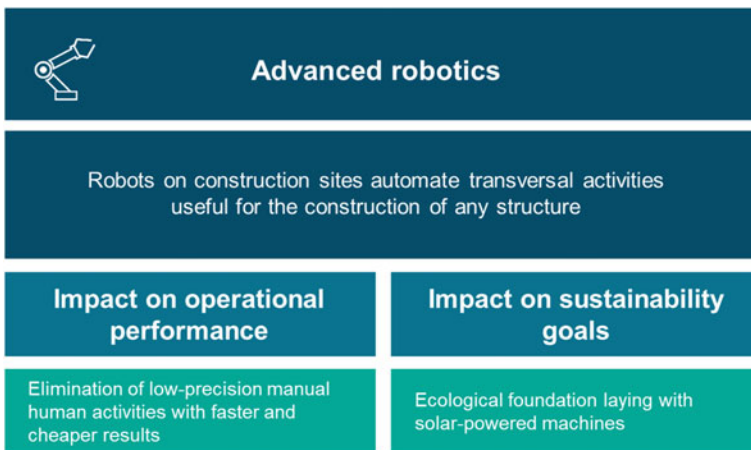 Advanced robotics
Robots on construction sites automate transversal activities
useful for the construction of any structure
Impact on operational
performance
Impact on sustainability
goals
Elimination of low-precision manual
human activities with faster and
cheaper results
Ecological foundation laying with
solar-powered machines